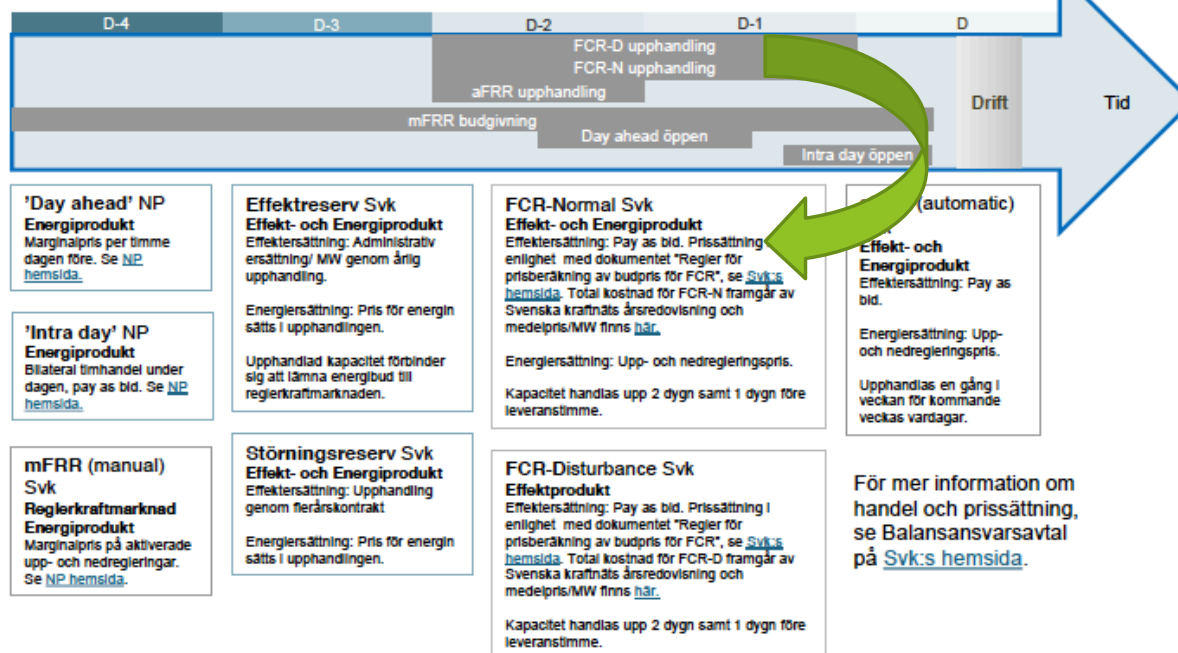 D-4
D-3
D-2
D-1
D
FCR-D upphandling
FCR-N upphandling
aFRR upphandling
mFRR budgivning
Day ahead öppen
Intra day öppen
Drift
Tid
'Day ahead' NP
Energiprodukt
Marginalpris per timme
dagen före. Se NP
hemsida.
'Intra day' NP
Energiprodukt
Bilateral timhandel under
dagen, pay as bid. Se NP
hemsida.
mFRR (manual)
Svk
Reglerkraftmarknad
Energiprodukt
Marginalpris på aktiverade
upp- och nedregleringar.
Se NP hemsida.
Effektreserv Svk
Effekt- och Energiprodukt
Effektersättning: Administrativ
ersättning/ MW genom årlig
upphandling.
Energiersättning: Pris för energin
sätts i upphandlingen.
Upphandlad kapacitet förbinder
sig att lämna energibud till
reglerkraftmarknaden.
Störningsreserv Svk
Effekt- och Energiprodukt
Effektersättning: Upphandling
genom flerårskontrakt
Energiersättning: Pris för energin
sätts i upphandlingen.
FCR-Normal Svk
Effekt- och Energiprodukt
Effektersättning: Pay as bid. Prissättning
enlighet med dokumentet "Regler för
prisberäkning av budpris för FCR", se Svk:s
hemsida. Total kostnad för FCR-N framgår av
Svenska kraftnäts årsredovisning och
medelpris/MW finns här.
Energiersättning: Upp- och nedregleringspris.
Kapacitet handlas upp 2 dygn samt 1 dygn före
leveranstimme.
FCR-Disturbance Svk
Effektprodukt
Effektersättning: Pay as bid. Prissättning i
enlighet med dokumentet "Regler för
prisberäkning av budpris för FCR", se Svk:s
hemsida. Total kostnad för FCR-D framgår av
Svenska kraftnäts årsredovisning och
medelpris/MW finns här.
Kapacitet handlas upp 2 dygn samt 1 dygn före
leveranstimme.
(automatic)
Effekt- och
Energiprodukt
Effektersättning: Pay as
bid.
Energiersättning: Upp-
och nedregleringspris.
Upphandlas en gång i
veckan för kommande
veckas vardagar.
För mer information om
handel och prissättning,
se Balansansvarsavtal
på Svk:s hemsida.